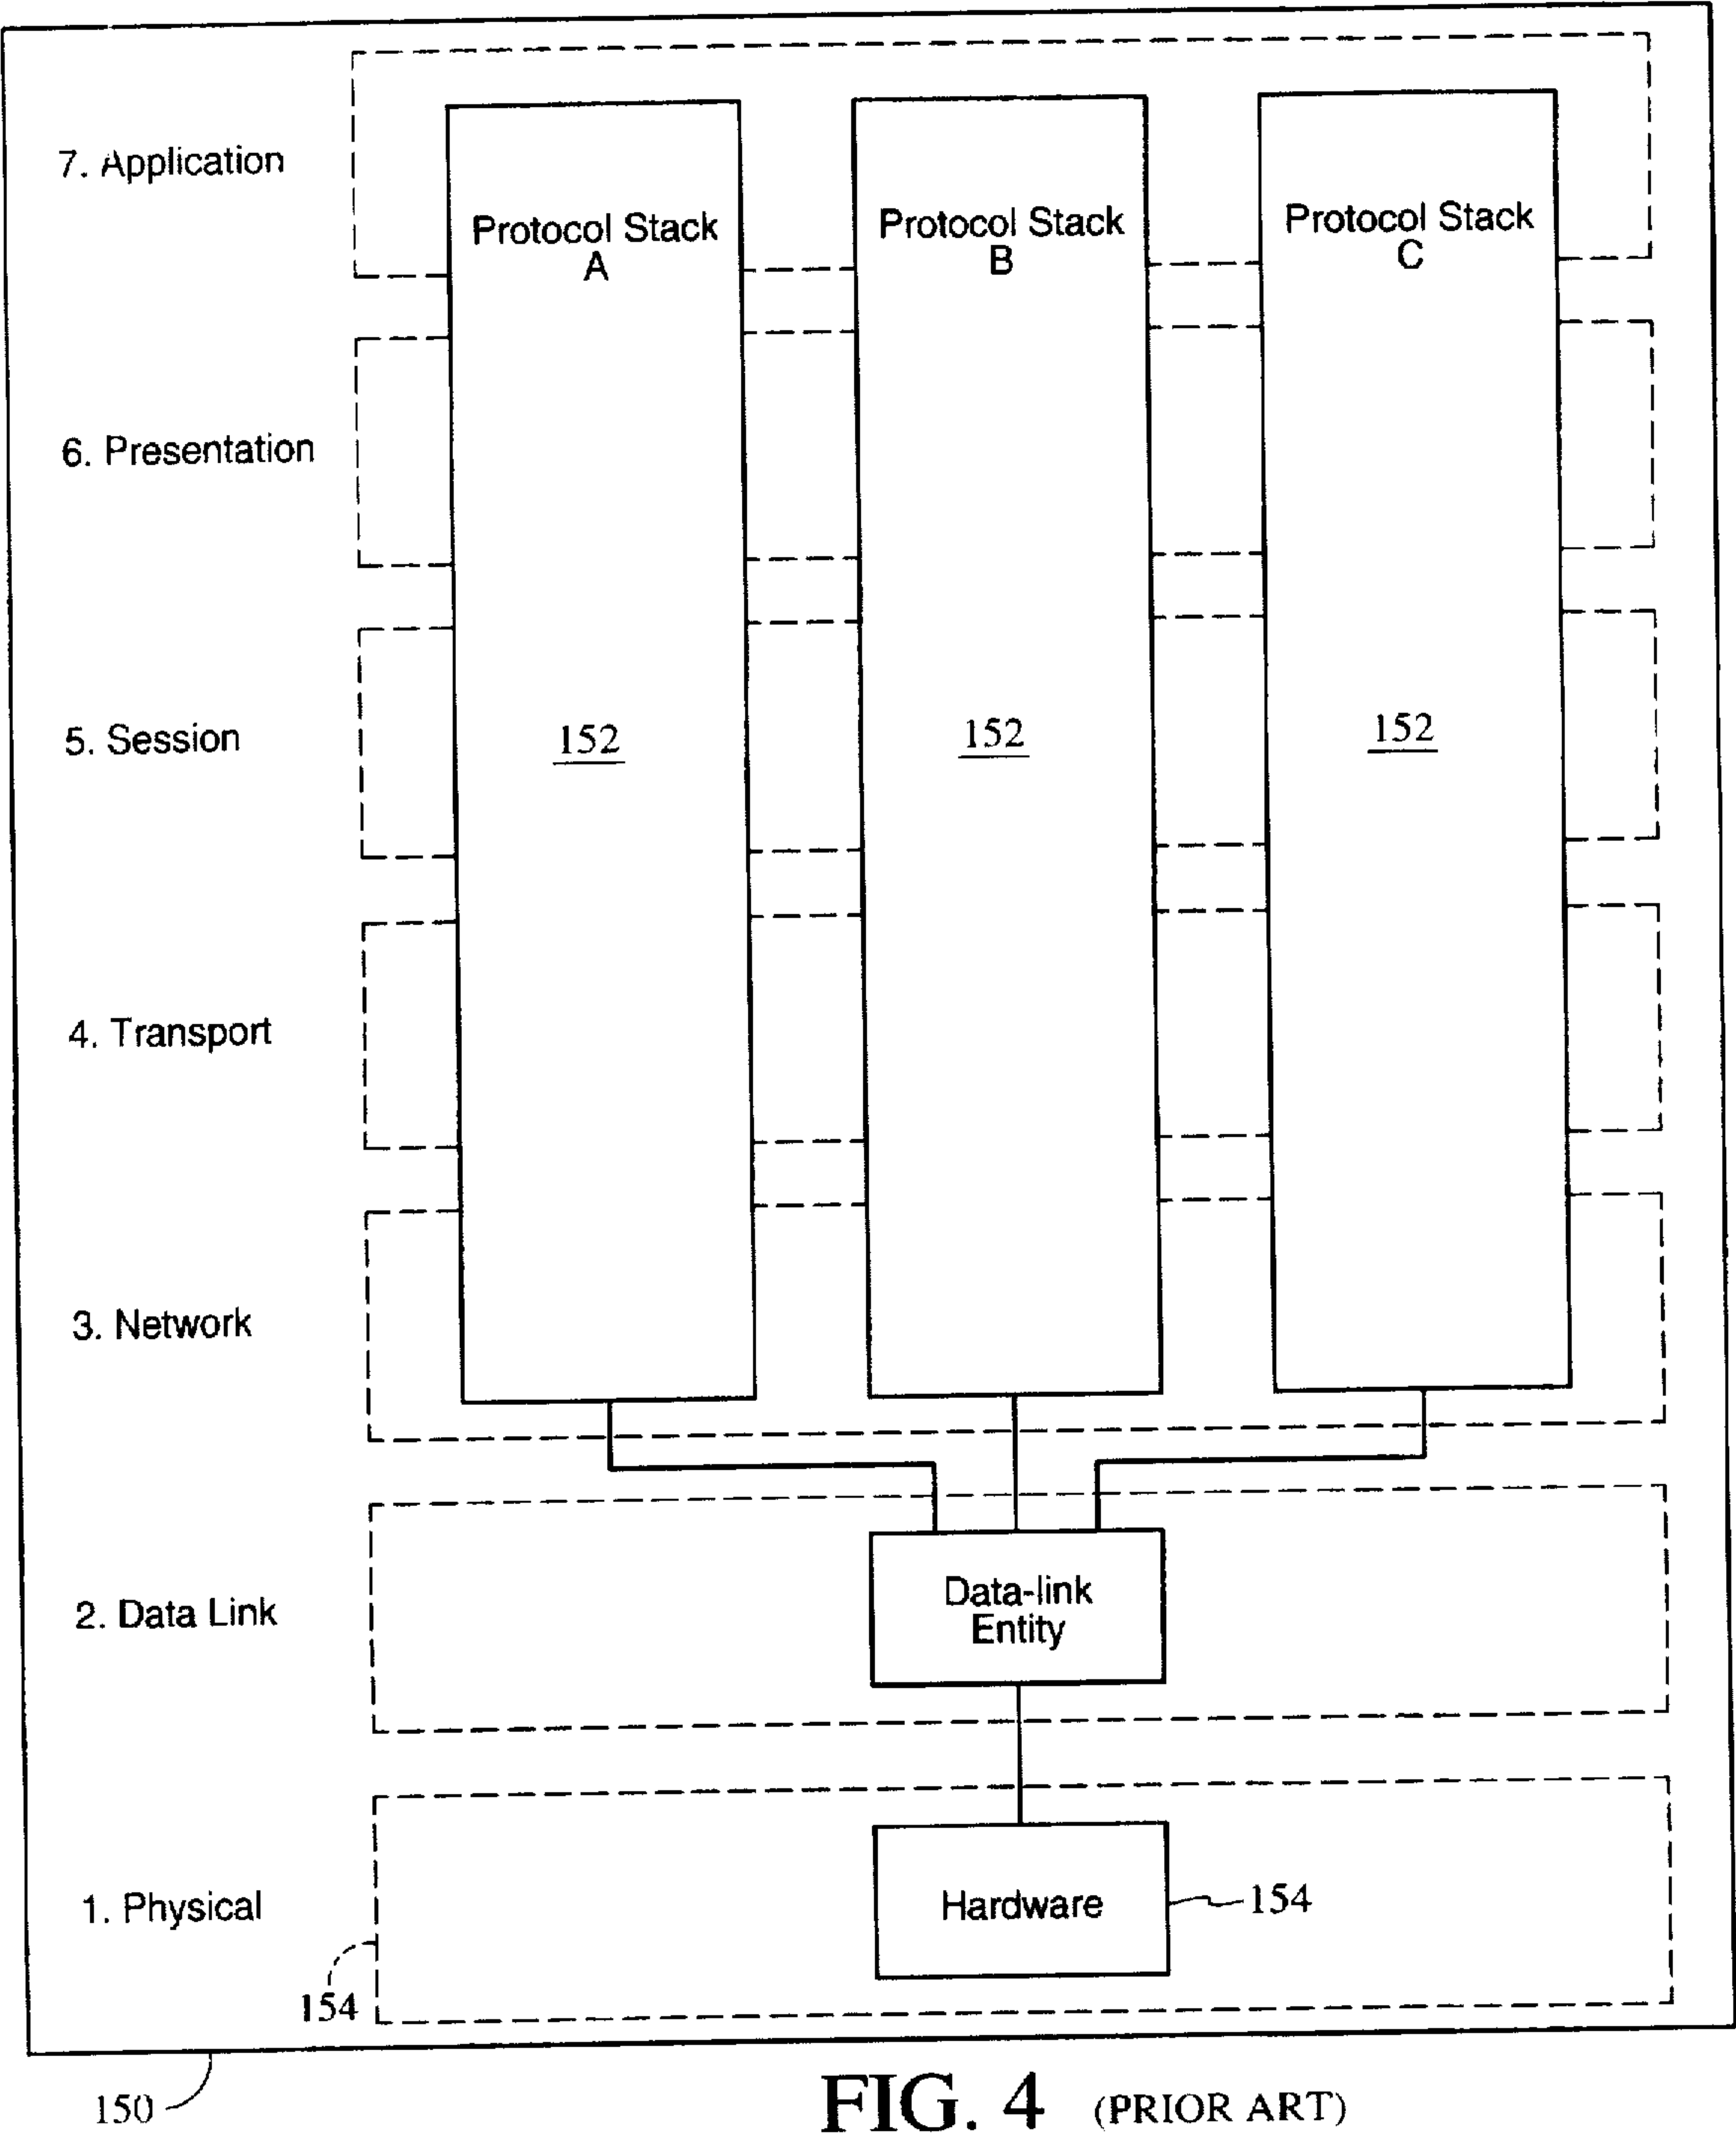 7. Application
Protocol Stack
A
Protocol Stack
B
Protocol Stack
C
6. Presentation
5. Session
152
152
152
4. Transport
3. Network
2. Data Link
Data-link
Entity
1. Physical
Hardware
154
154
150
FIG. 4 (PRIOR ART)